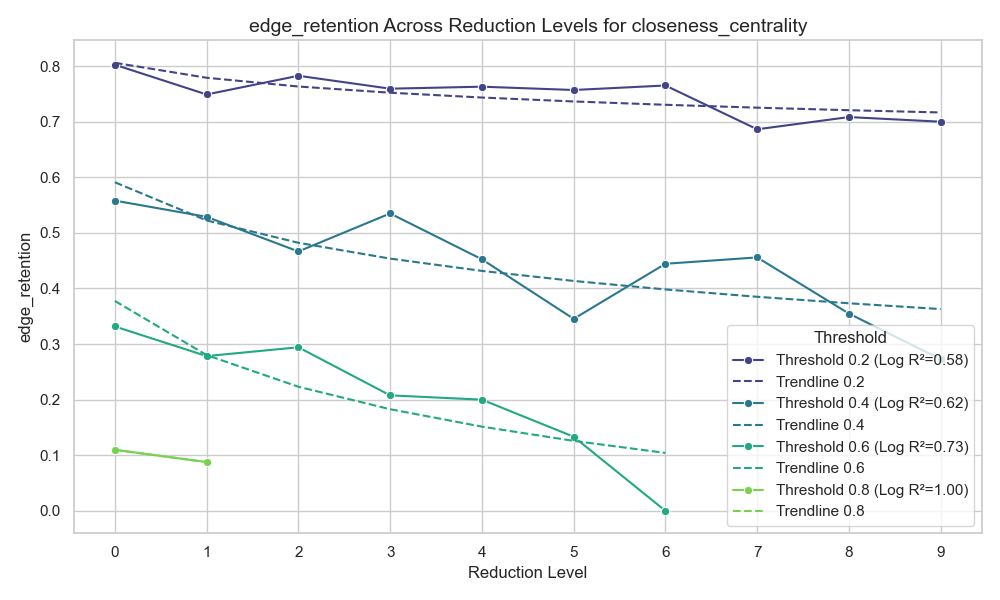 edge_retention Across Reduction Levels for closeness_centrality
edge_retention
0.8
0.7
0.6
0.5
0.4
0.3
0.2
0.1
0.0
Threshold
Threshold 0.2 (Log R²=0.58)
Trendline 0.2
Threshold 0.4 (Log R²=0.62)
Trendline 0.4
Threshold 0.6 (Log R²=0.73)
Trendline 0.6
Threshold 0.8 (Log R²=1.00)
Trendline 0.8
0 1 2 3 4 5 6 7 8 9
Reduction Level